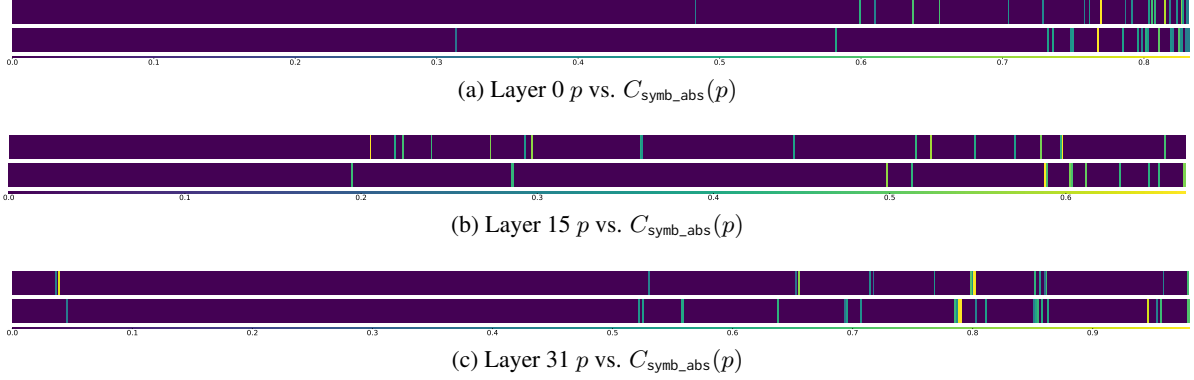 0.0 0.1 0.2 0.3 0.4 0.5 0.6 0.7 0.8
(a) Layer 0 p vs. C_symb_abs(p)
0.0 0.1 0.2 0.3 0.4 0.5 0.6
(b) Layer 15 p vs. C_symb_abs(p)
0.0 0.1 0.2 0.3 0.4 0.5 0.6 0.7 0.8 0.9
(c) Layer 31 p vs. C_symb_abs(p)